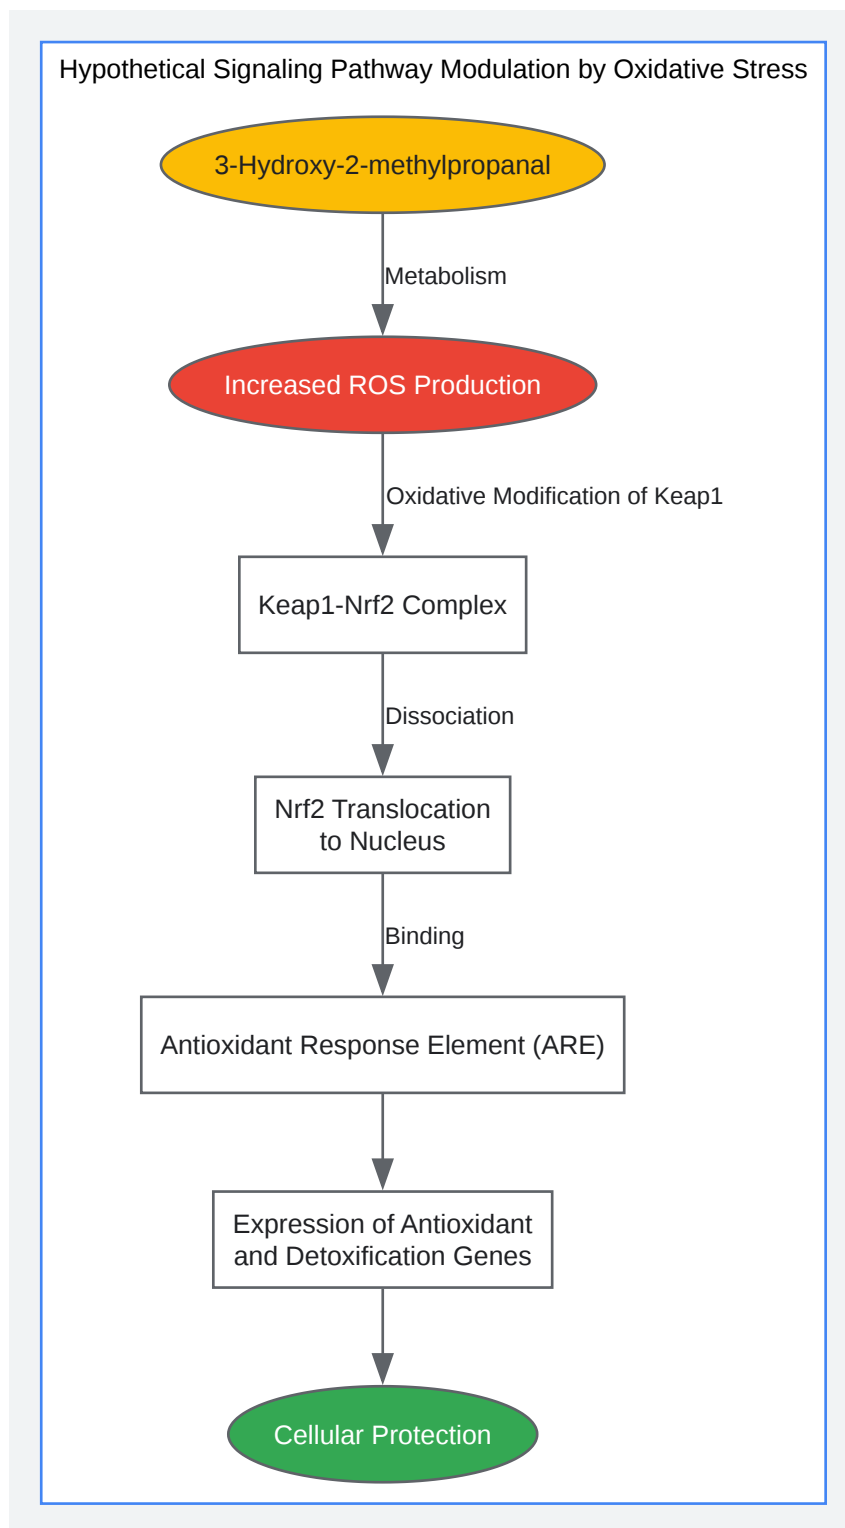 Hypothetical Signaling Pathway Modulation by Oxidative Stress
3-Hydroxy-2-methylpropanal
Metabolism
Increased ROS Production
Oxidative Modification of Keap1
Keap1-Nrf2 Complex
Dissociation
Nrf2 Translocation
to Nucleus
Binding
Antioxidant Response Element (ARE)
Expression of Antioxidant
and Detoxification Genes
Cellular Protection